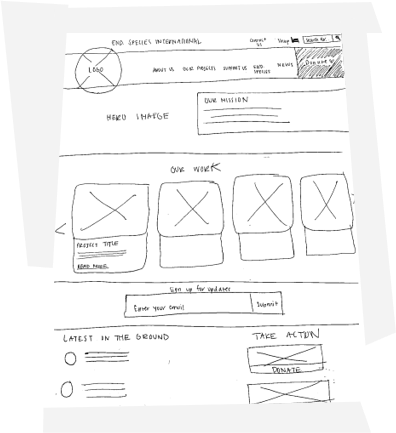 END. SPECIES INTERNATIONAL
CONTACT US
Shop
SEARCH
LOGO
ABOUT US
OUR PROJECTS
SUPPORT US
END. SPECIES
NEWS
DONATE
HERO IMAGE
OUR MISSION
OUR WORK
PROJECT TITLE
READ MORE
Sign up for updates
Enter your email
Submit
LATEST ON THE GROUND
TAKE ACTION
DONATE